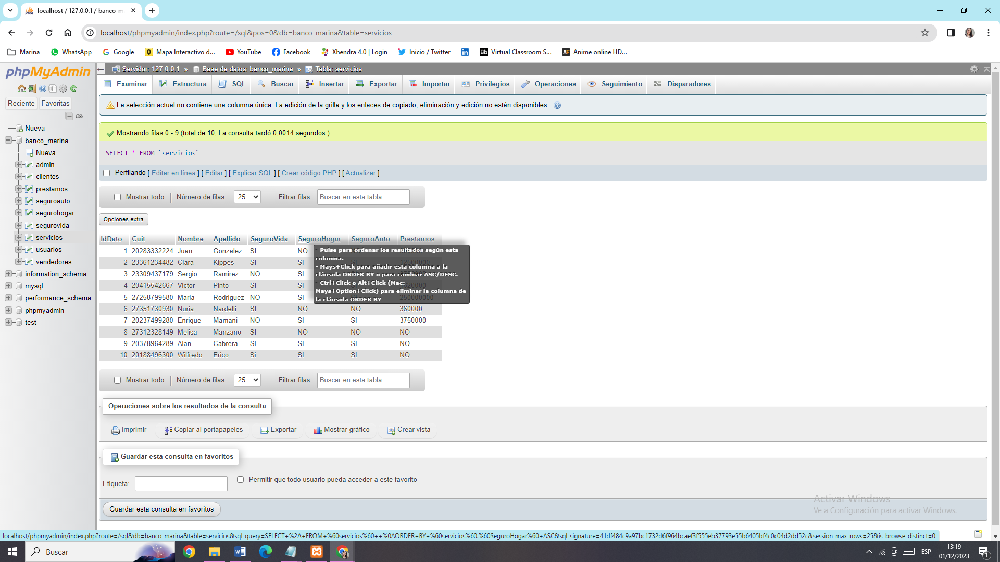 localhost / 127.0.0.1 / banco_m
localhost/phpmyadmin/index.php?route=/sql&pos=0&db=banco_marina&table=servicios
Marina WhatsApp Google Mapa Interactivo d... YouTube Facebook Xhendra 4.0 | Login Inicio / Twitter Virtual Classroom S... Anime online HD...
phpMyAdmin
Servidor: 127.0.0.1 » Base de datos: banco_marina » Tabla: servicios
Examinar Estructura SQL Buscar Insertar Exportar Importar Privilegios Operaciones Seguimiento Disparadores
Reciente Favoritas
Nueva
banco_marina
Nueva
admin
clientes
prestamos
seguroauto
segurohogar
segurovida
servicios
usuarios
vendedores
information_schema
mysql
performance_schema
phpmyadmin
test
La selección actual no contiene una columna única. La edición de la grilla y los enlaces de copiado, eliminación y edición no están disponibles.
Mostrando filas 0 - 9 (total de 10, La consulta tardó 0,0014 segundos.)
SELECT * FROM `servicios`
Perfilando [ Editar en línea ] [ Editar ] [ Explicar SQL ] [ Crear código PHP ] [ Actualizar ]
Mostrar todo Número de filas: 25 Filtrar filas: Buscar en esta tabla
Opciones extra
IdDato Cuit Nombre Apellido SeguroVida SeguroHogar SeguroAuto Prestamos
1 20283332224 Juan Gonzalez SI NO
2 23361234482 Clara Kippes SI SI 12500000
3 23309437179 Sergio Ramirez NO SI
4 20415542667 Victor Pinto SI SI
5 27258799580 Maria Rodriguez NO SI 250000000
6 27351730930 Nuria Nardelli SI NO NO 360000
7 20237499280 Enrique Mamani NO SI SI 3750000
8 27312328149 Melisa Manzano SI NO NO NO
9 20378964289 Alan Cabrera Si SI SI NO
10 20188496300 Wilfredo Erico Si SI SI NO
- Pulse para ordenar los resultados según esta
columna.
- Mays+Click para añadir esta columna a la
cláusula ORDER BY o para cambiar ASC/DESC.
- Ctrl+Click o Alt+Click (Mac:
Mays+Option+Click) para eliminar la columna de
la cláusula ORDER BY
Mostrar todo Número de filas: 25 Filtrar filas: Buscar en esta tabla
Operaciones sobre los resultados de la consulta
Imprimir Copiar al portapapeles Exportar Mostrar gráfico Crear vista
Guardar esta consulta en favoritos
Etiqueta: Permitir que todo usuario pueda acceder a este favorito
Guardar esta consulta en favoritos
Activar Windows
Ve a Configuración para activar Windows.
localhost/phpmyadmin/index.php?route=/sql&db=banco_marina&table=servicios&sql_query=SELECT+%2A+FROM+%60servicios%60++%0AORDER+BY+%60servicios%60.%60SeguroHogar%60+ASC&sql_signature=41df484c9a97bc1732d6f964bcaef3f555eb37793e55b6405bf4c0c04d2dd52c&session_max_rows=25&is_browse_distinct=0
Buscar
ESP
13:19
01/12/2023
1